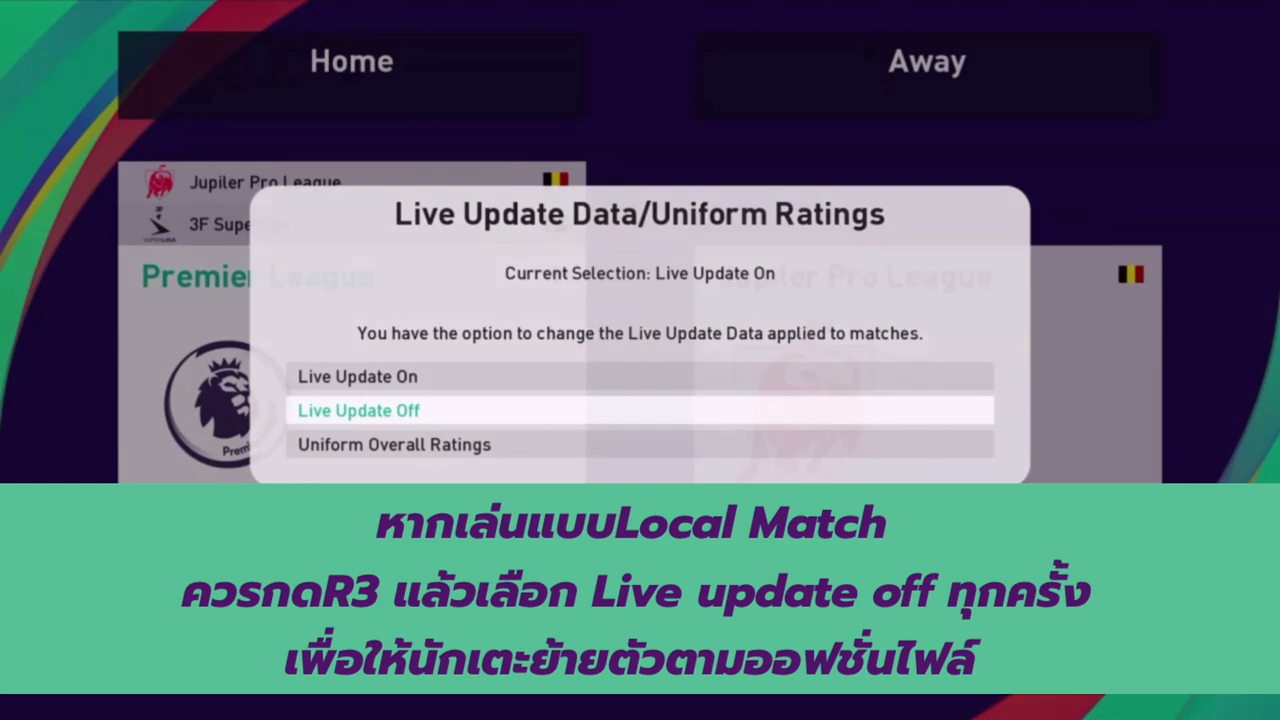 Home
Away
Jupiler Pro League
3F Supe
Premier League
Jupiler Pro League
Live Update Data/Uniform Ratings
Current Selection: Live Update On
You have the option to change the Live Update Data applied to matches.
Live Update On
Live Update Off
Uniform Overall Ratings
หากเล่นแบบLocal Match
ควรกดR3 แล้วเลือก Live update off ทุกครั้ง
เพื่อให้นักเตะย้ายตัวตามออฟชั่นไฟล์